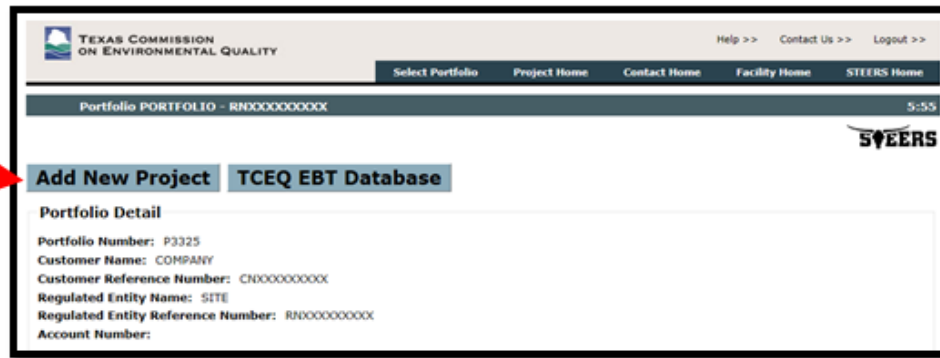 TEXAS COMMISSION
ON ENVIRONMENTAL QUALITY
Help >> Contact Us >> Logout >>
Select Portfolio Project Home Contact Home Facility Home STEERS Home
Portfolio PORTFOLIO - RNXXXXXXXXX 5:55
STEERS
Add New Project TCEQ EBT Database
Portfolio Detail
Portfolio Number: P3325
Customer Name: COMPANY
Customer Reference Number: CNXXXXXXXXX
Regulated Entity Name: SITE
Regulated Entity Reference Number: RNXXXXXXXXX
Account Number: